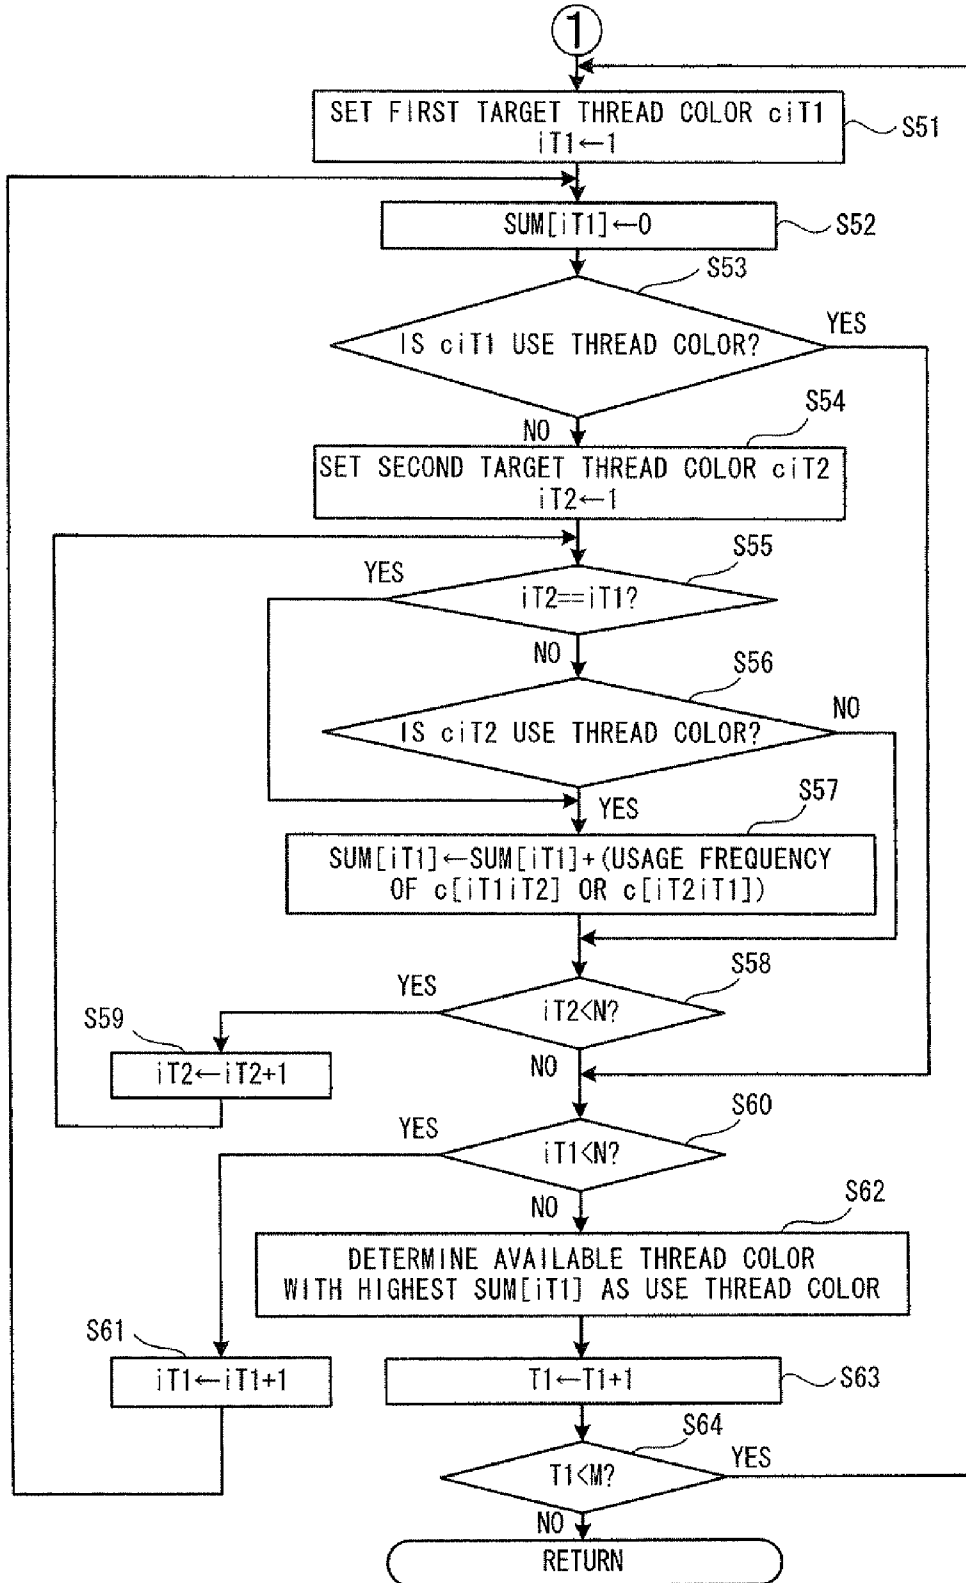 1
SET FIRST TARGET THREAD COLOR ciT1
iT1←1
S51
SUM[iT1]←0
S52
S53
IS ciT1 USE THREAD COLOR?
YES
NO
S54
SET SECOND TARGET THREAD COLOR ciT2
iT2←1
S55
YES
iT2==iT1?
NO
S56
IS ciT2 USE THREAD COLOR?
NO
YES
S57
SUM[iT1]←SUM[iT1]+(USAGE FREQUENCY
OF c[iT1iT2] OR c[iT2iT1])
S58
YES
iT2<N?
NO
S59
iT2←iT2+1
S60
YES
iT1<N?
NO
S62
DETERMINE AVAILABLE THREAD COLOR
WITH HIGHEST SUM[iT1] AS USE THREAD COLOR
S61
iT1←iT1+1
T1←T1+1
S63
S64
T1<M?
YES
NO
RETURN